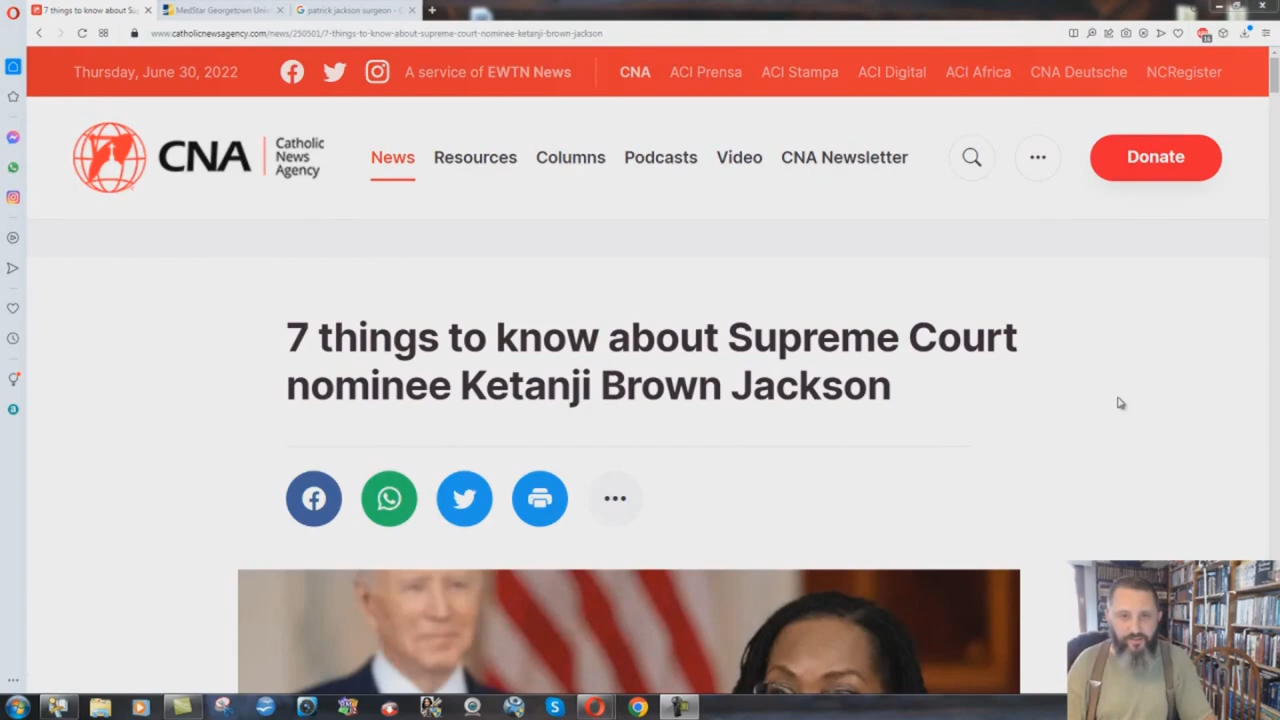 7 things to know about Su
MedStar Georgetown Uni
patrick jackson surgeon - G
www.catholicnewsagency.com/news/250501/7-things-to-know-about-supreme-court-nominee-ketanji-brown-jackson
Thursday, June 30, 2022 A service of EWTN News CNA ACI Prensa ACI Stampa ACI Digital ACI Africa CNA Deutsche NCRegister
CNA
Catholic
News
Agency
News Resources Columns Podcasts Video CNA Newsletter Donate
7 things to know about Supreme Court
nominee Ketanji Brown Jackson